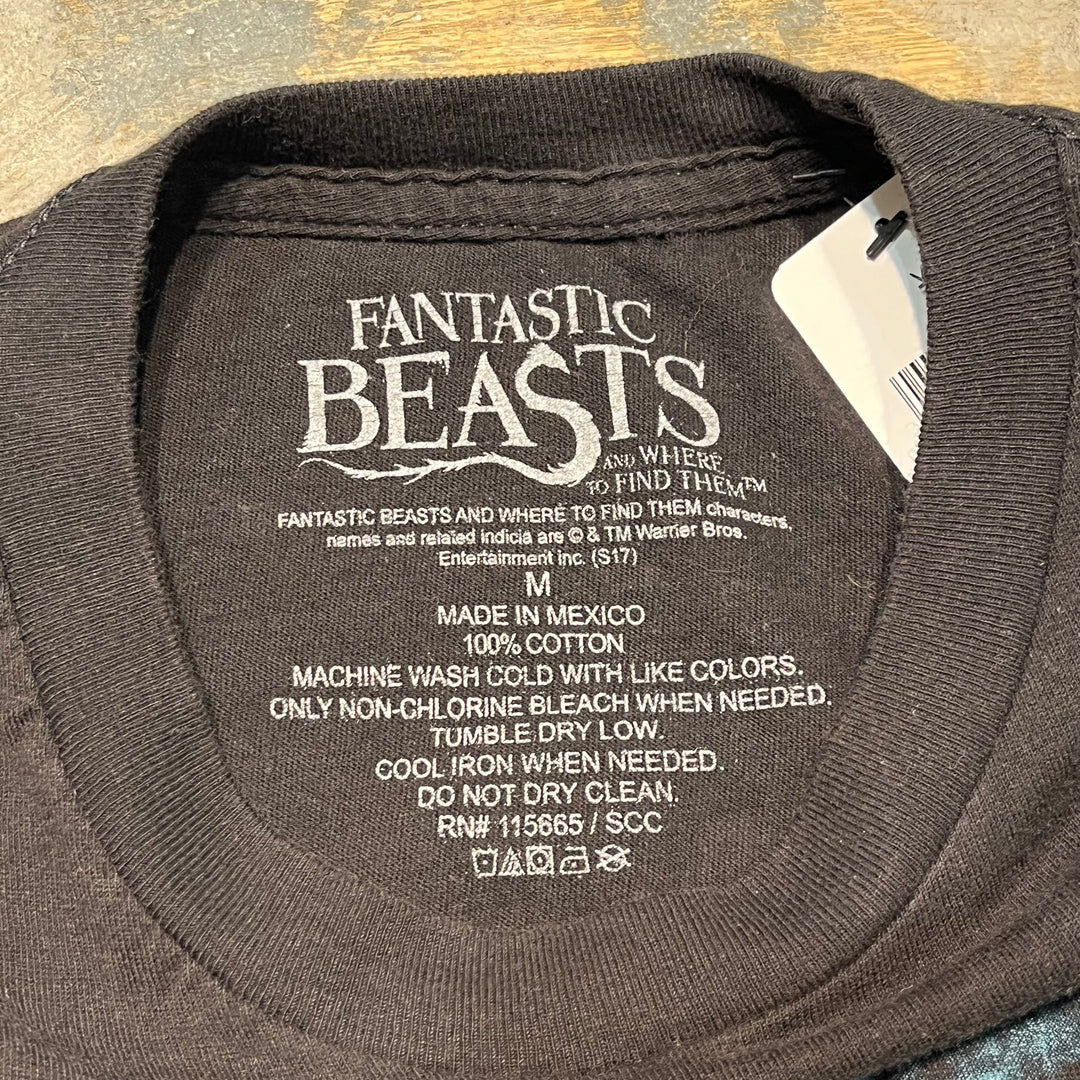 FANTASTIC
BEASTS
AND WHERE
TO FIND THEM™
FANTASTIC BEASTS AND WHERE TO FIND THEM characters,
names and related indicia are © & TM Warner Bros.
Entertainment Inc. (S17)
M
MADE IN MEXICO
100% COTTON
MACHINE WASH COLD WITH LIKE COLORS.
ONLY NON-CHLORINE BLEACH WHEN NEEDED.
TUMBLE DRY LOW.
COOL IRON WHEN NEEDED.
DO NOT DRY CLEAN.
RN# 115665 / SCC